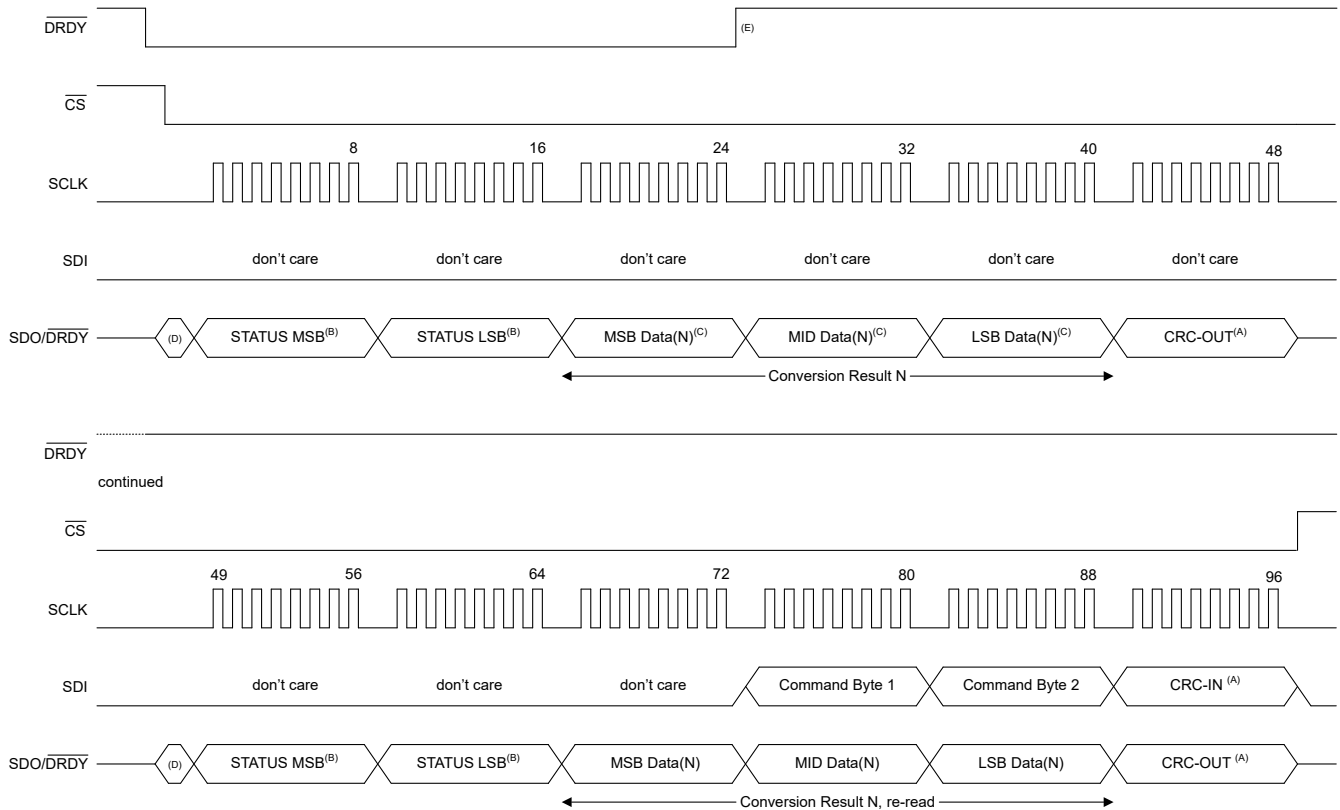 DRDY (E)
CS
8 16 24 32 40 48
SCLK
SDI don't care don't care don't care don't care don't care don't care
SDO/DRDY (D) STATUS MSB(B) STATUS LSB(B) MSB Data(N)(C) MID Data(N)(C) LSB Data(N)(C) CRC-OUT(A)
Conversion Result N
DRDY
continued
CS
49 56 64 72 80 88 96
SCLK
SDI don't care don't care don't care Command Byte 1 Command Byte 2 CRC-IN (A)
SDO/DRDY (D) STATUS MSB(B) STATUS LSB(B) MSB Data(N) MID Data(N) LSB Data(N) CRC-OUT (A)
Conversion Result N, re-read